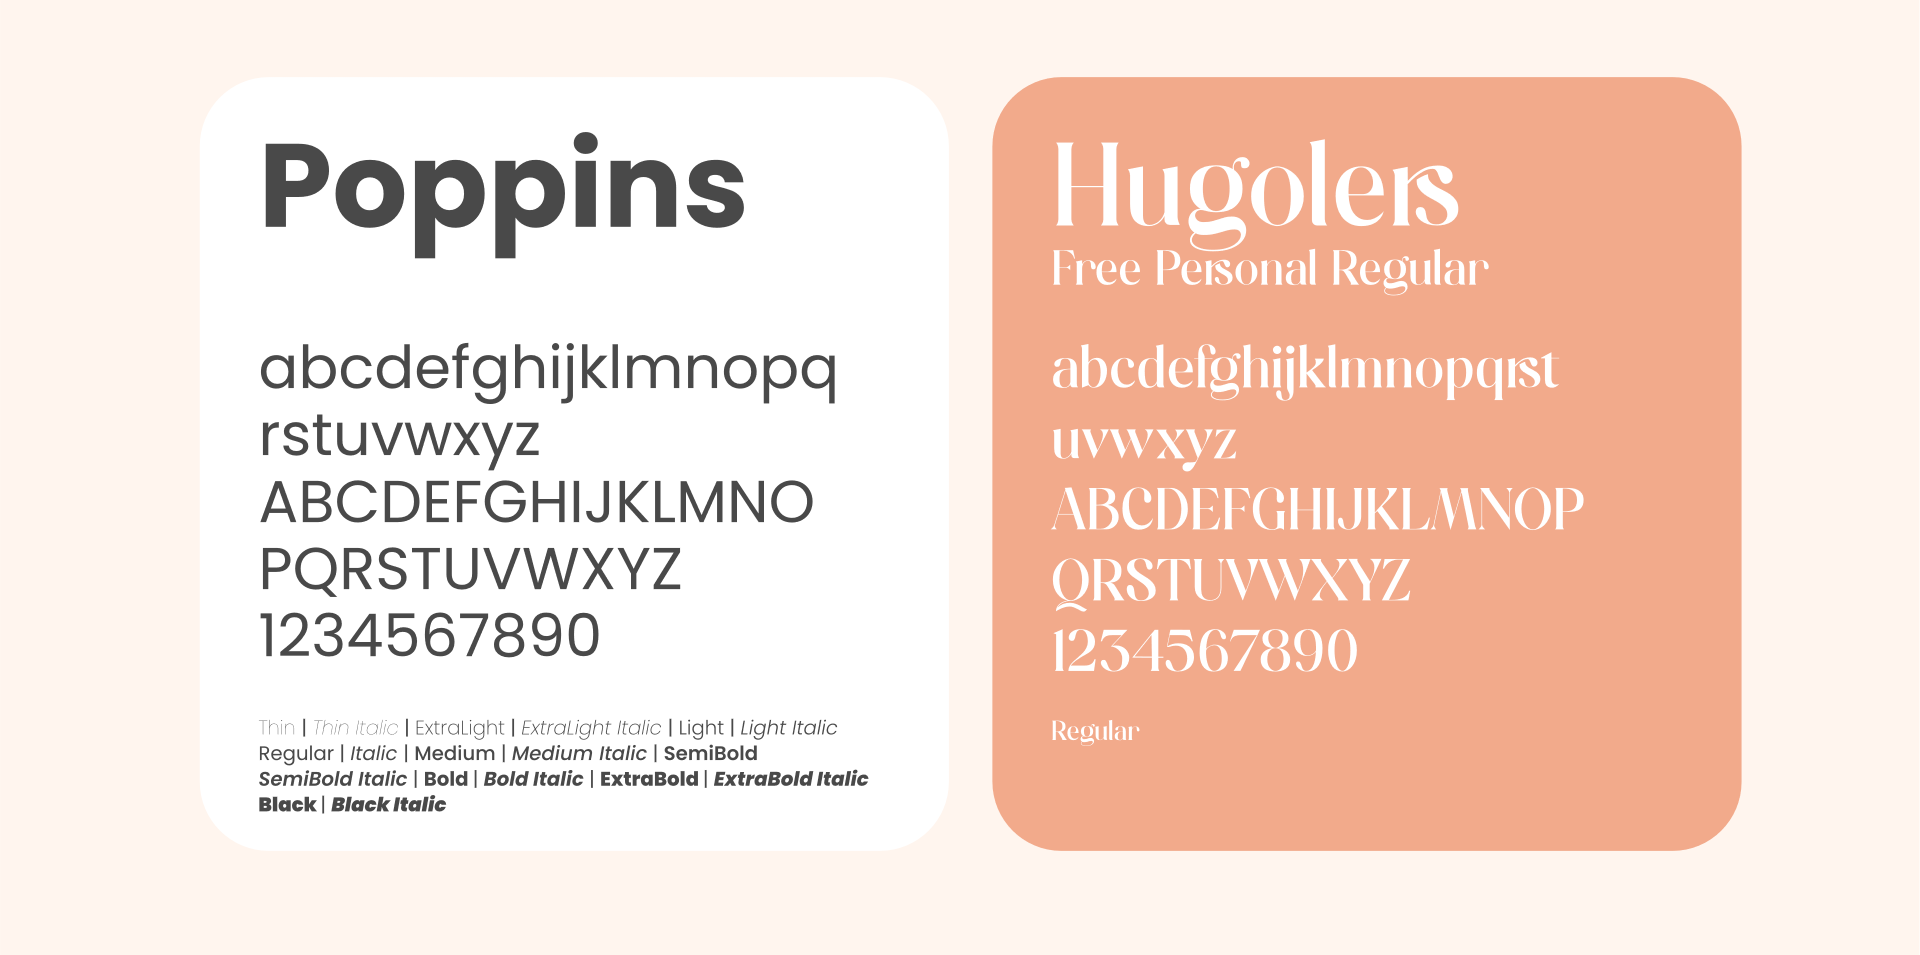 Poppins
abcdefghijklmnopq
rstuvwxyz
ABCDEFGHIJKLMNO
PQRSTUVWXYZ
1234567890
Thin | Thin Italic | ExtraLight | ExtraLight Italic | Light | Light Italic
Regular | Italic | Medium | Medium Italic | SemiBold
SemiBold Italic | Bold | Bold Italic | ExtraBold | ExtraBold Italic
Black | Black Italic
Hugolers
Free Personal Regular
abcdefghijklmnopqrst
uvwxyz
ABCDEFGHIJKLMNOP
QRSTUVWXYZ
1234567890
Regular